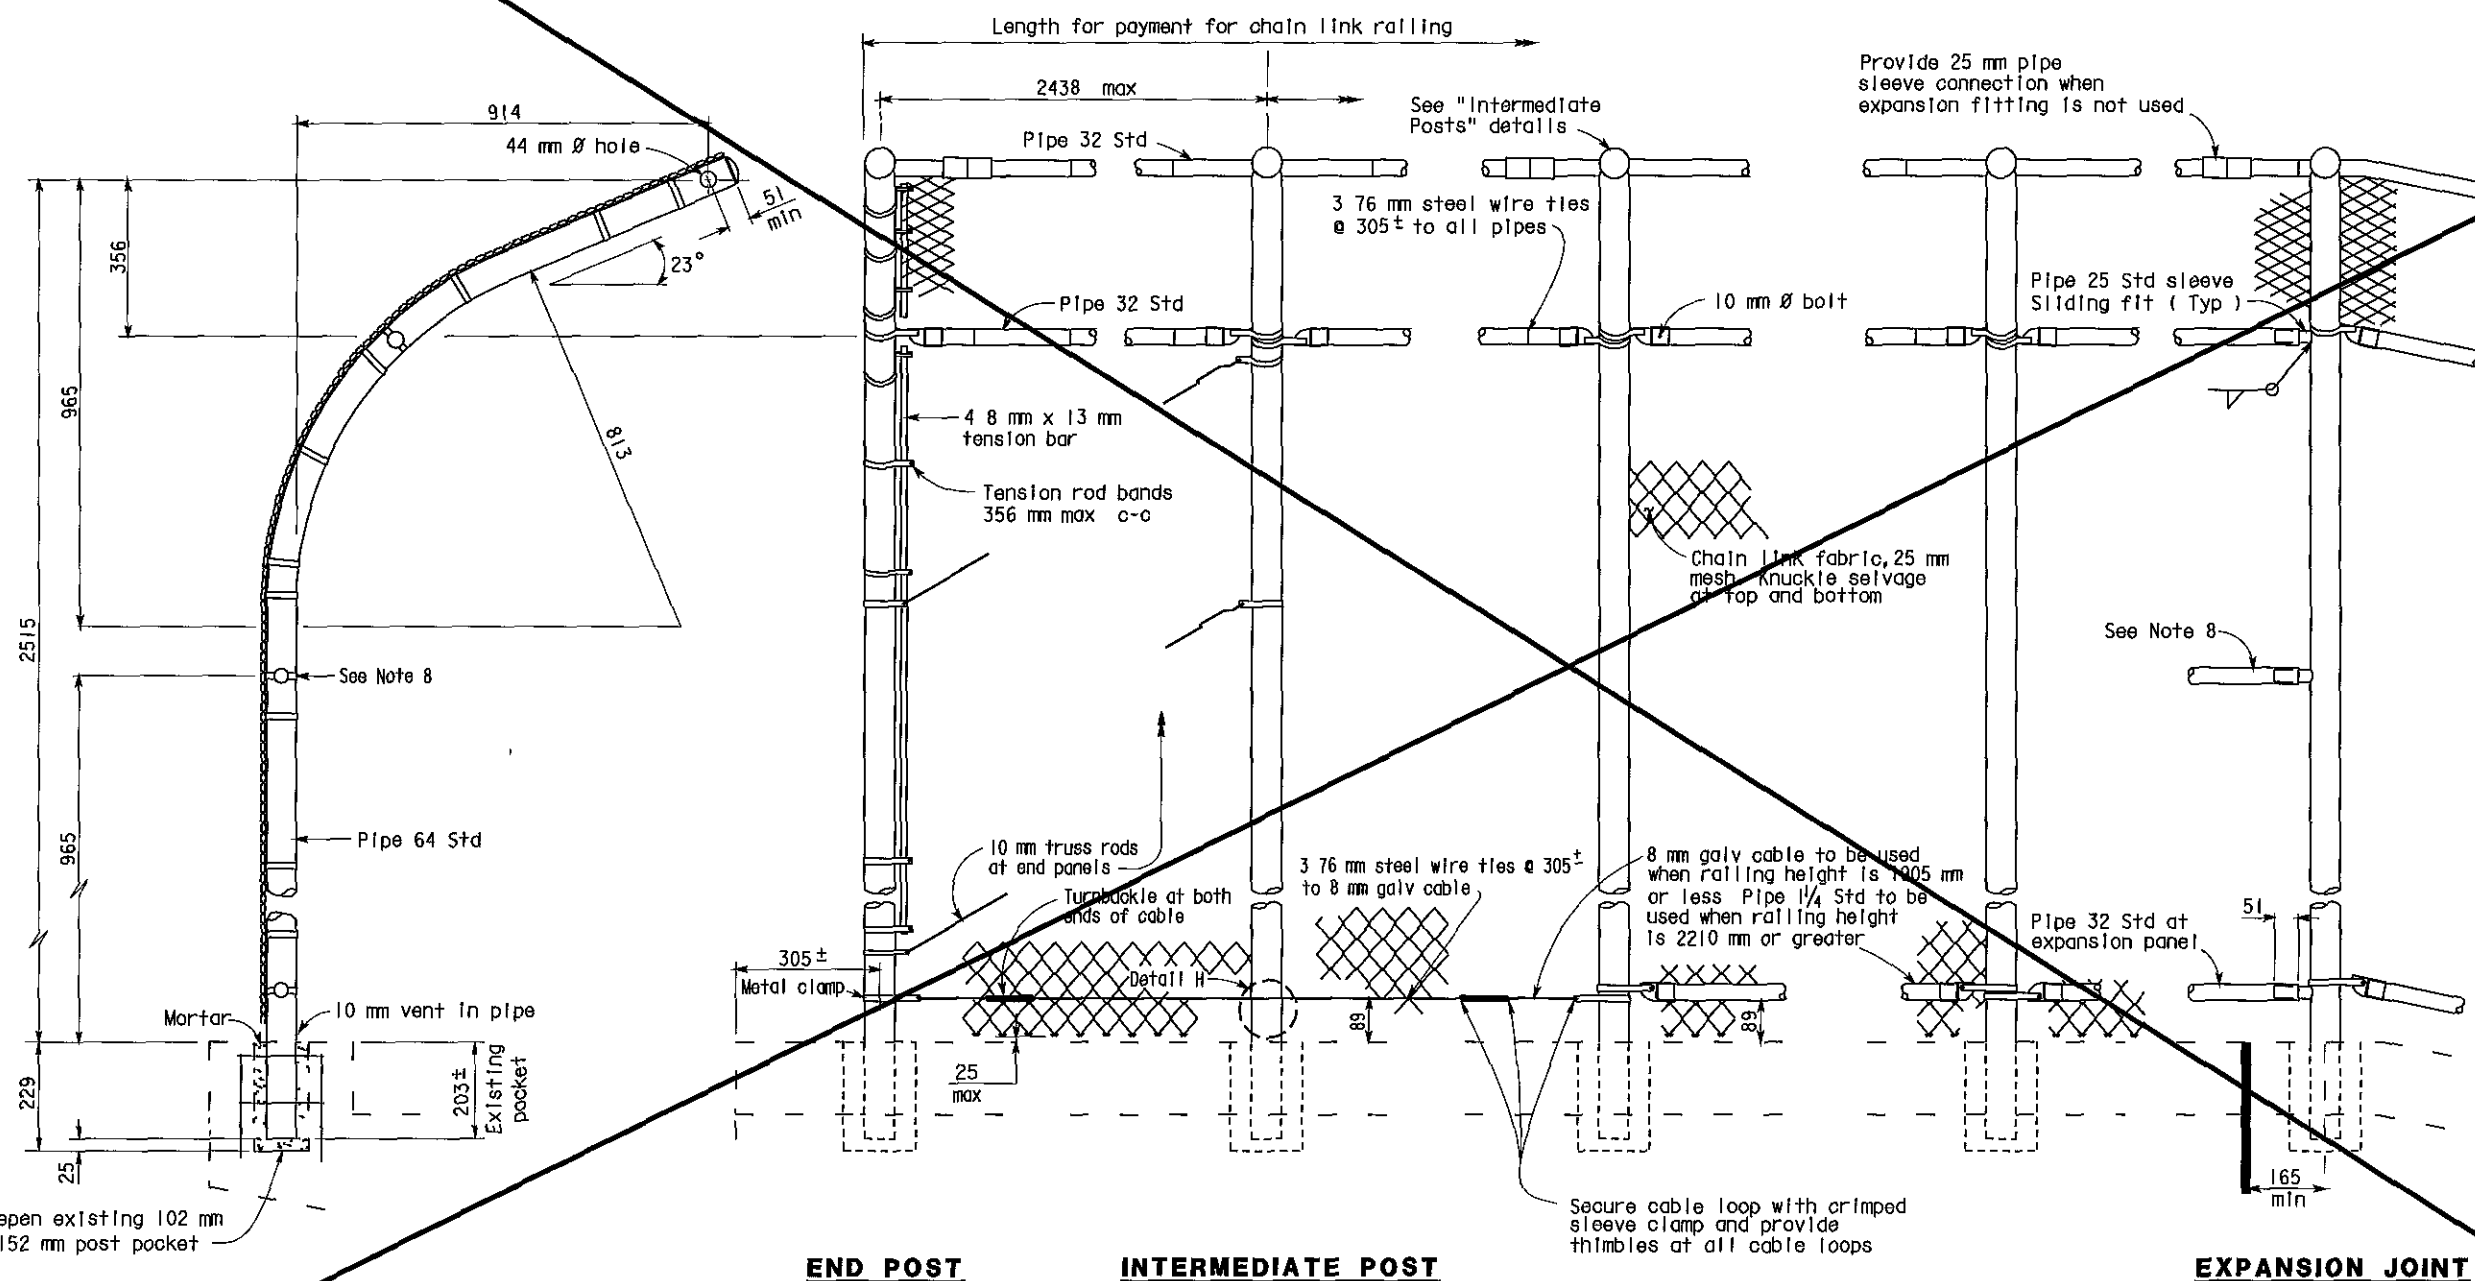 Length for payment for chain link railing
2438 max
914
44 mm Ø hole
Pipe 32 Std
See "Intermediate
Posts" details
Provide 25 mm pipe
sleeve connection when
expansion fitting is not used
51
min
23°
356
965
2515
813
3 76 mm steel wire ties
@ 305± to all pipes
Pipe 32 Std
10 mm Ø bolt
Pipe 25 Std sleeve
Sliding fit ( Typ )
4 8 mm x 13 mm
tension bar
Tension rod bands
356 mm max c-c
Chain link fabric, 25 mm
mesh Knuckle selvage
at top and bottom
See Note 8
See Note 8
Pipe 64 Std
965
10 mm truss rods
at end panels
Turnbuckle at both
ends of cable
3 76 mm steel wire ties @ 305±
to 8 mm galv cable
8 mm galv cable to be used
when railing height is 1905 mm
or less Pipe 1¼ Std to be
used when railing height
is 2210 mm or greater
Pipe 32 Std at
expansion panel
51
305±
Metal clamp
Detail H
89
89
Mortar
10 mm vent in pipe
229
25
203±
Existing
pocket
25
max
165
min
existing 102 mm
152 mm post pocket
Secure cable loop with crimped
sleeve clamp and provide
thimbles at all cable loops
END POST
INTERMEDIATE POST
EXPANSION JOINT